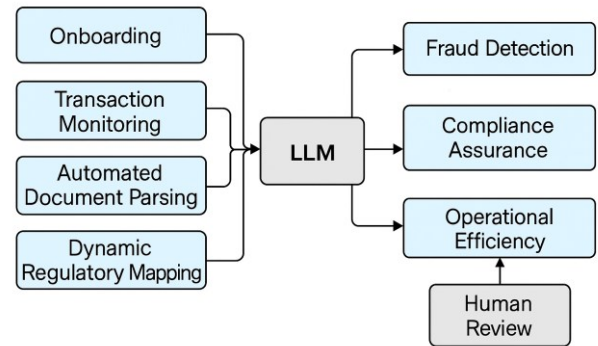 Onboarding
Transaction
Monitoring
Automated
Document Parsing
Dynamic
Regulatory Mapping
LLM
Fraud Detection
Compliance
Assurance
Operational
Efficiency
Human
Review